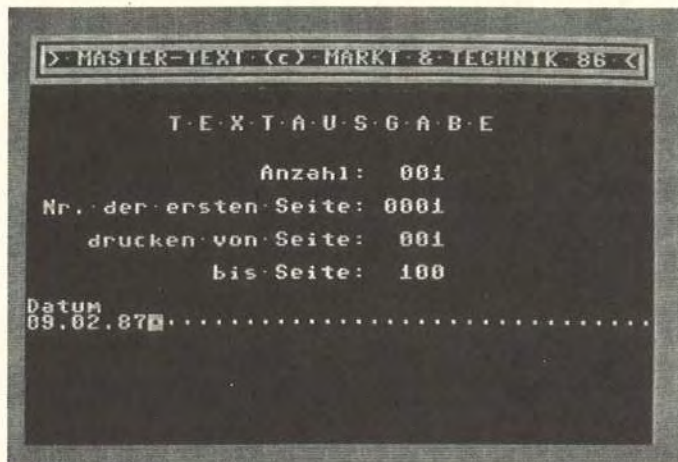 > MASTER-TEXT (c) MARKT & TECHNIK 86 <
T·E·X·T·A·U·S·G·A·B·E
Anzahl: 001
Nr.·der·ersten·Seite: 0001
drucken·von·Seite: 001
bis·Seite: 100
Datum
09.02.87